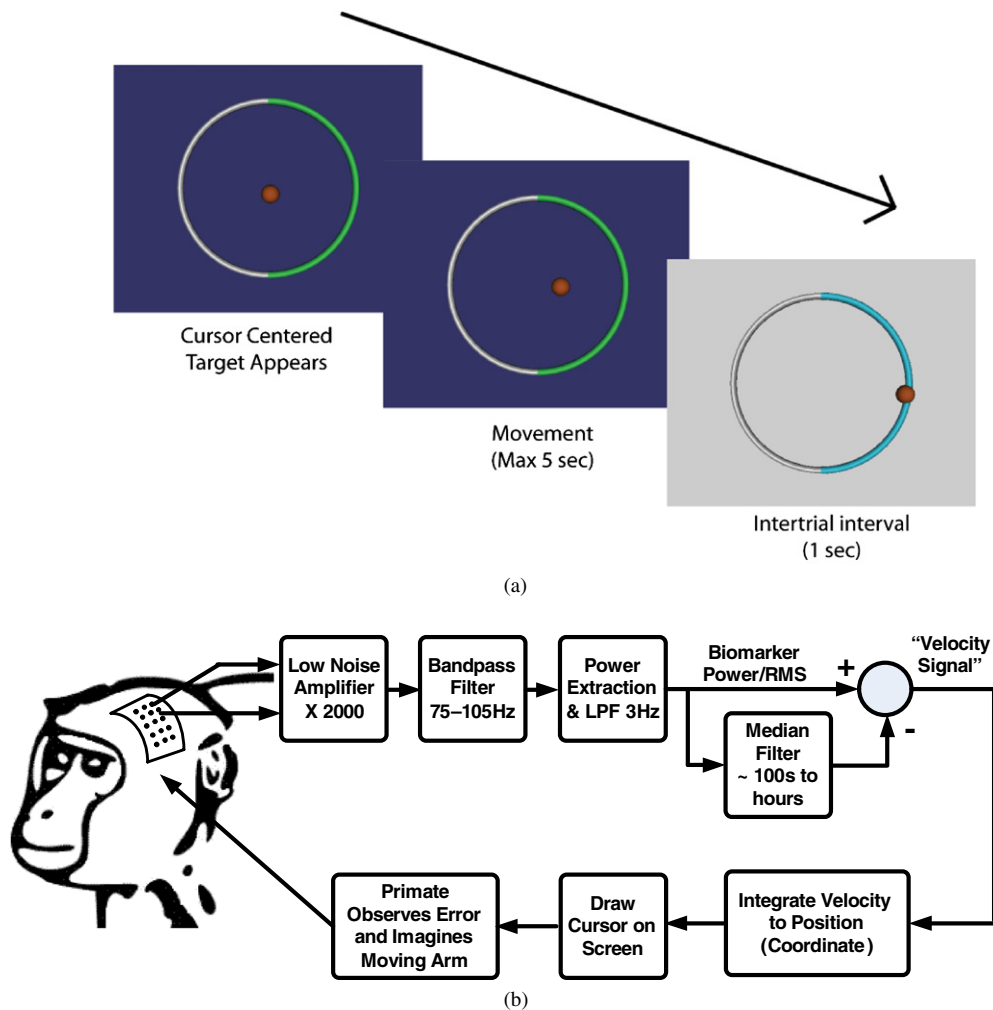 Cursor Centered
Target Appears
Movement
(Max 5 sec)
Intertrial interval
(1 sec)
(a)
Low Noise
Amplifier
X 2000
Bandpass
Filter
75–105Hz
Power
Extraction
& LPF 3Hz
Biomarker
Power/RMS
+
“Velocity
Signal”
-
Median
Filter
~ 100s to
hours
Primate
Observes Error
and Imagines
Moving Arm
Draw
Cursor on
Screen
Integrate Velocity
to Position
(Coordinate)
(b)